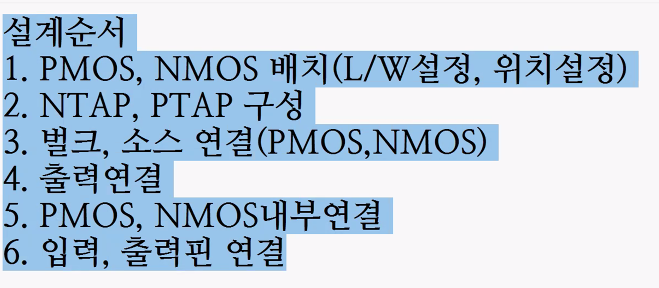 설계순서
1. PMOS, NMOS 배치(L/W설정, 위치설정)
2. NTAP, PTAP 구성
3. 벌크, 소스 연결(PMOS,NMOS)
4. 출력연결
5. PMOS, NMOS내부연결
6. 입력, 출력핀 연결